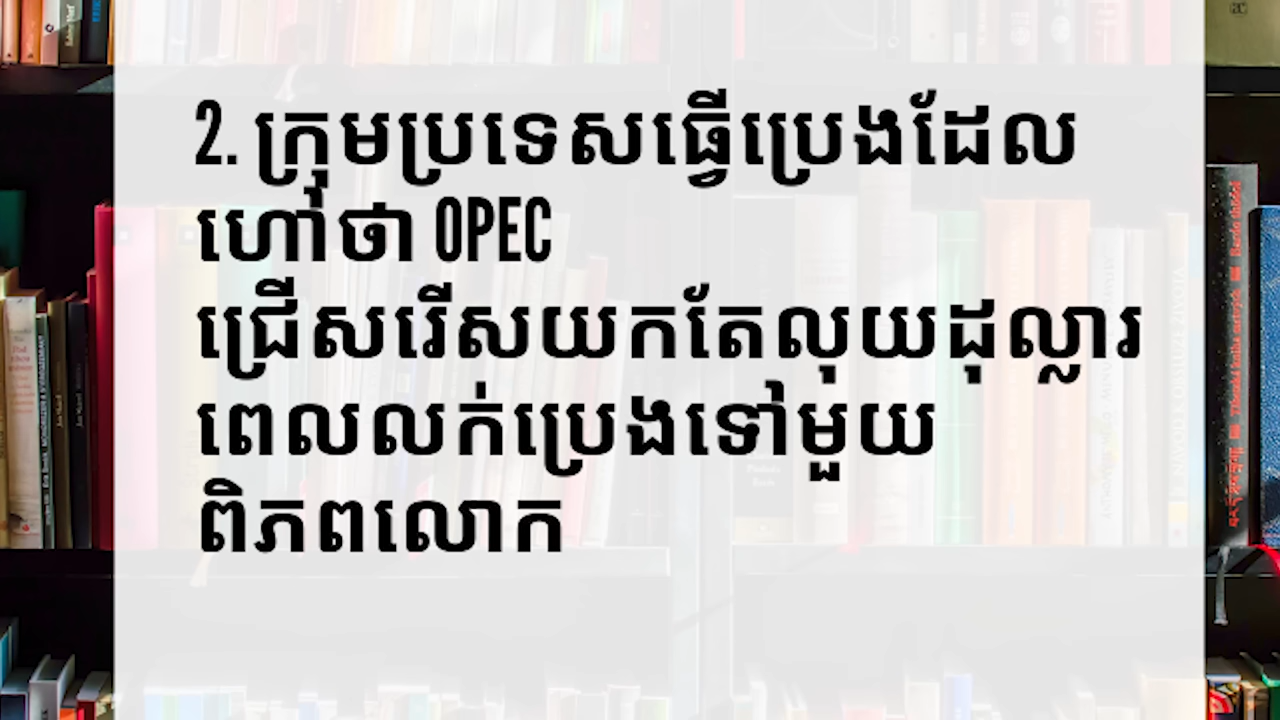 2. ក្រុមប្រទេសធ្វើប្រេងដែល
ហៅថា OPEC
ជ្រើសរើសយកតែលុយដុល្លារ
ពេលលក់ប្រេងទៅមួយ
ពិភពលោក